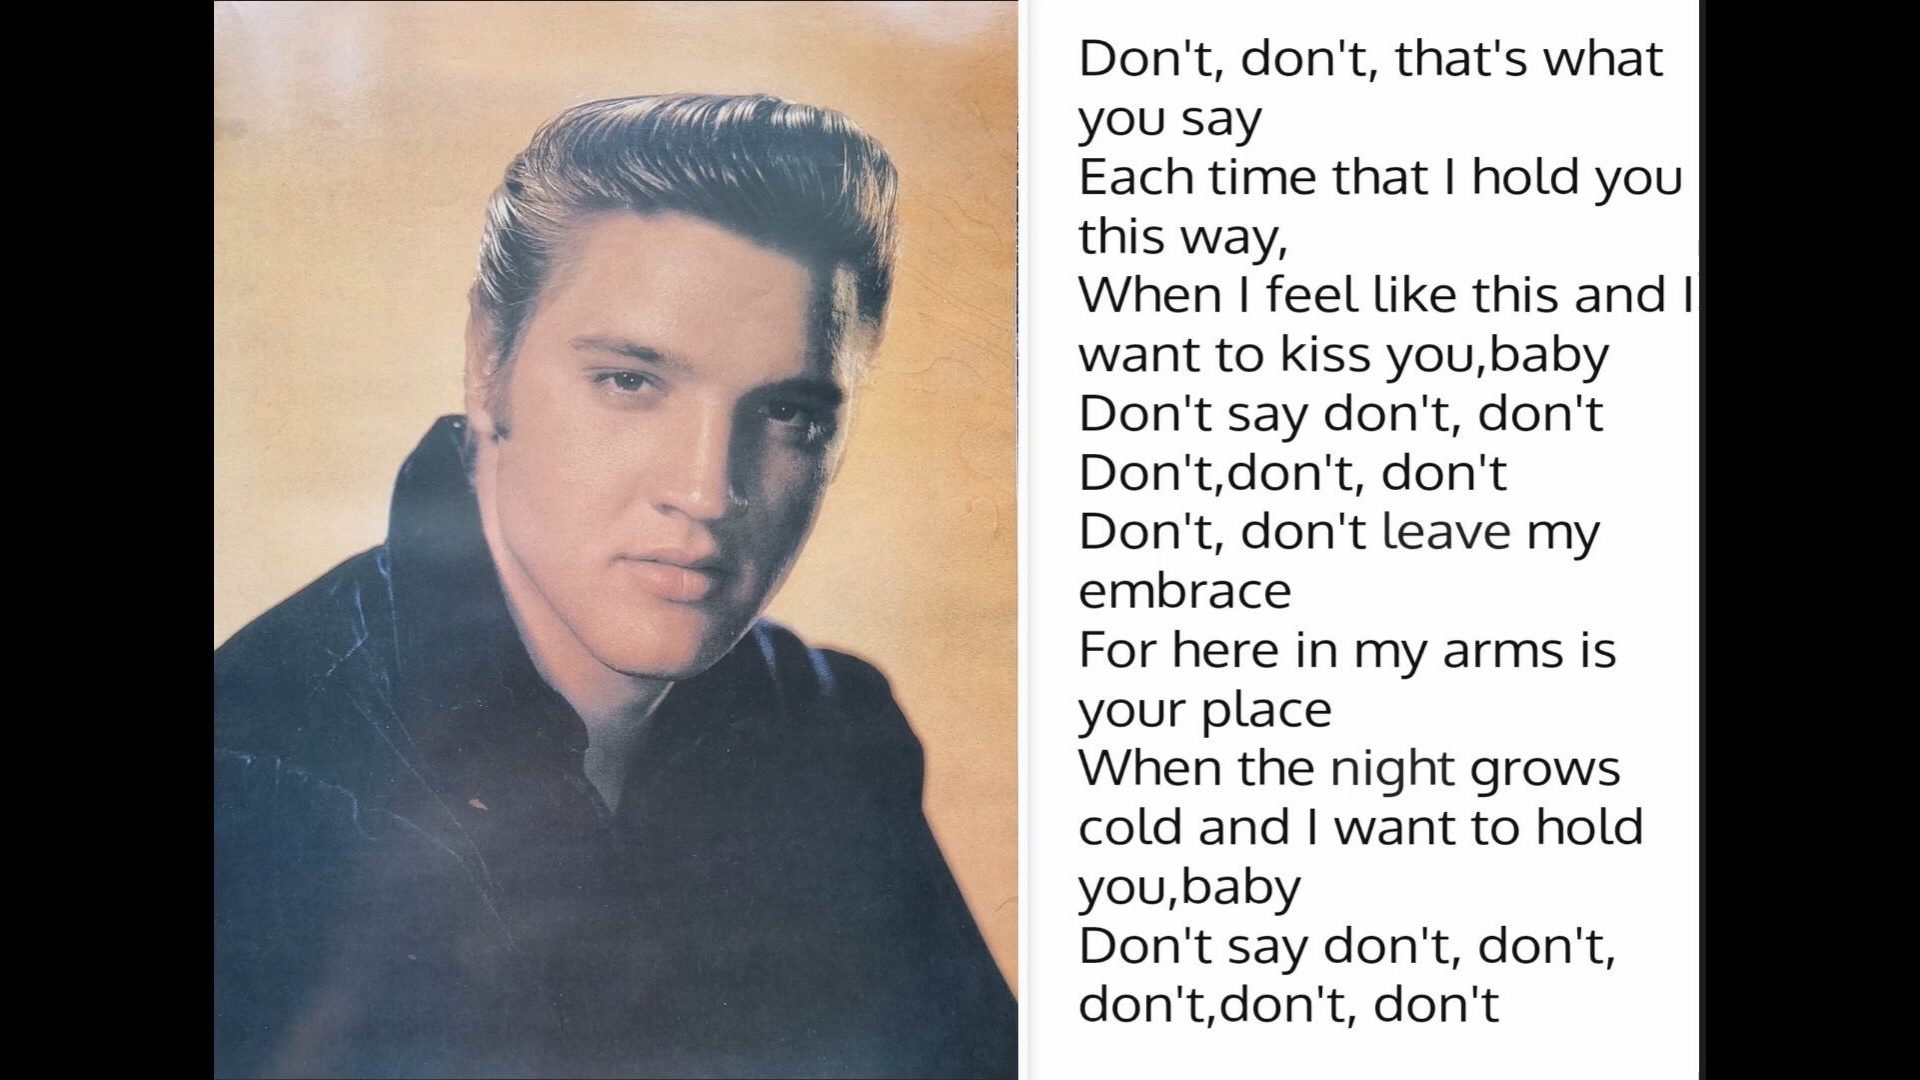 Don't, don't, that's what
you say
Each time that I hold you
this way,
When I feel like this and I
want to kiss you,baby
Don't say don't, don't
Don't,don't, don't
Don't, don't leave my
embrace
For here in my arms is
your place
When the night grows
cold and I want to hold
you,baby
Don't say don't, don't,
don't,don't, don't